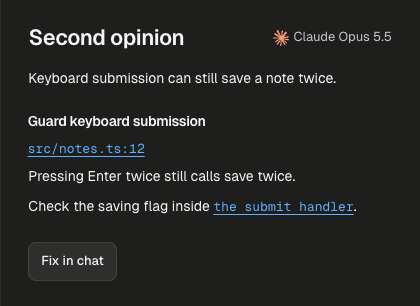 Second opinion
Claude Opus 5.5
Keyboard submission can still save a note twice.
Guard keyboard submission
src/notes.ts:12
Pressing Enter twice still calls save twice.
Check the saving flag inside the submit handler.
Fix in chat